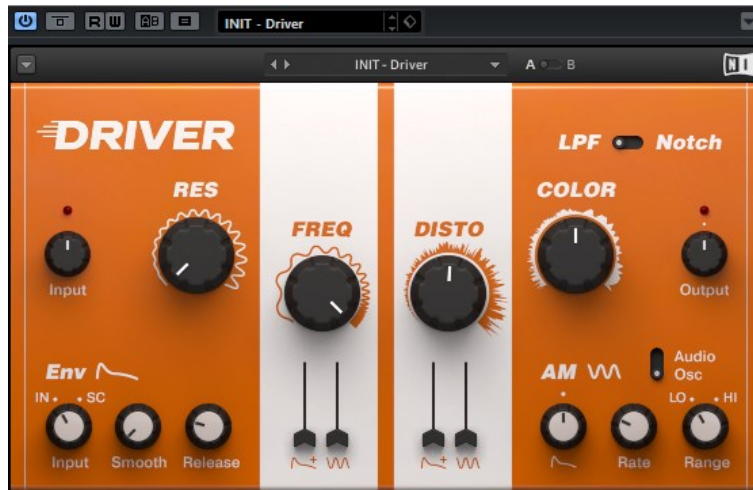 R W A B INIT - Driver
INIT - Driver A B NI
DRIVER
LPF Notch
RES COLOR
FREQ DISTO
Input Output
Env AM Audio
Osc
IN SC LO HI
Input Smooth Release Rate Range